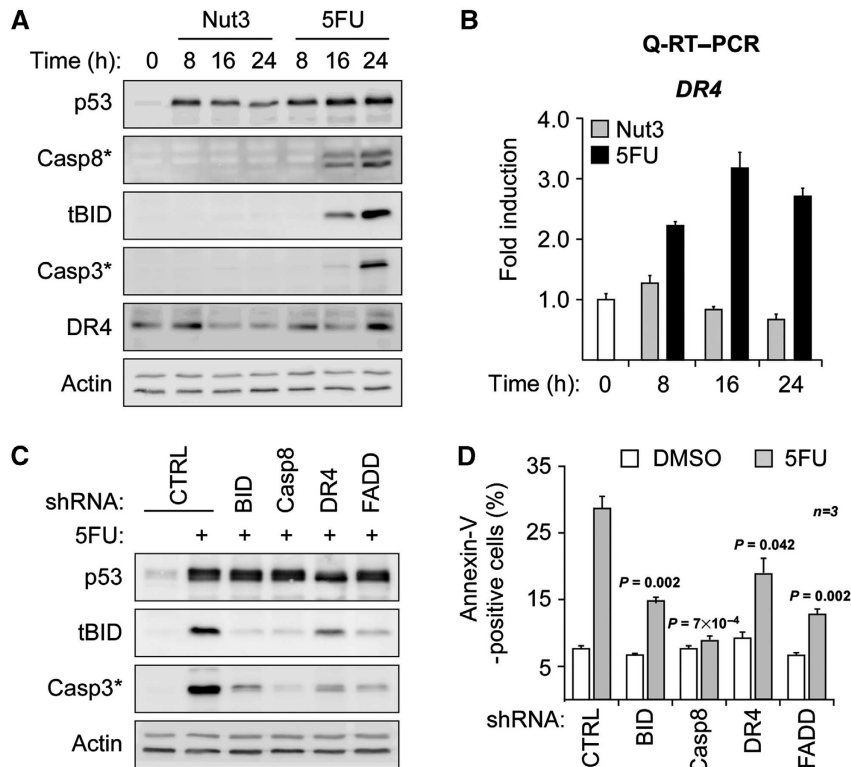 A
Nut3 5FU
Time (h): 0 8 16 24 8 16 24
p53
Casp8*
tBID
Casp3*
DR4
Actin
B
Q-RT–PCR
DR4
Fold induction
4.0
3.0
2.0
1.0
Nut3
5FU
Time (h): 0 8 16 24
C
shRNA: CTRL BID Casp8 DR4 FADD
5FU: + + + + +
p53
tBID
Casp3*
Actin
D
DMSO 5FU
Annexin-V
-positive cells (%)
35
25
15
5
n=3
P = 0.002
P = 7×10⁻⁴
P = 0.042
P = 0.002
shRNA: CTRL BID Casp8 DR4 FADD